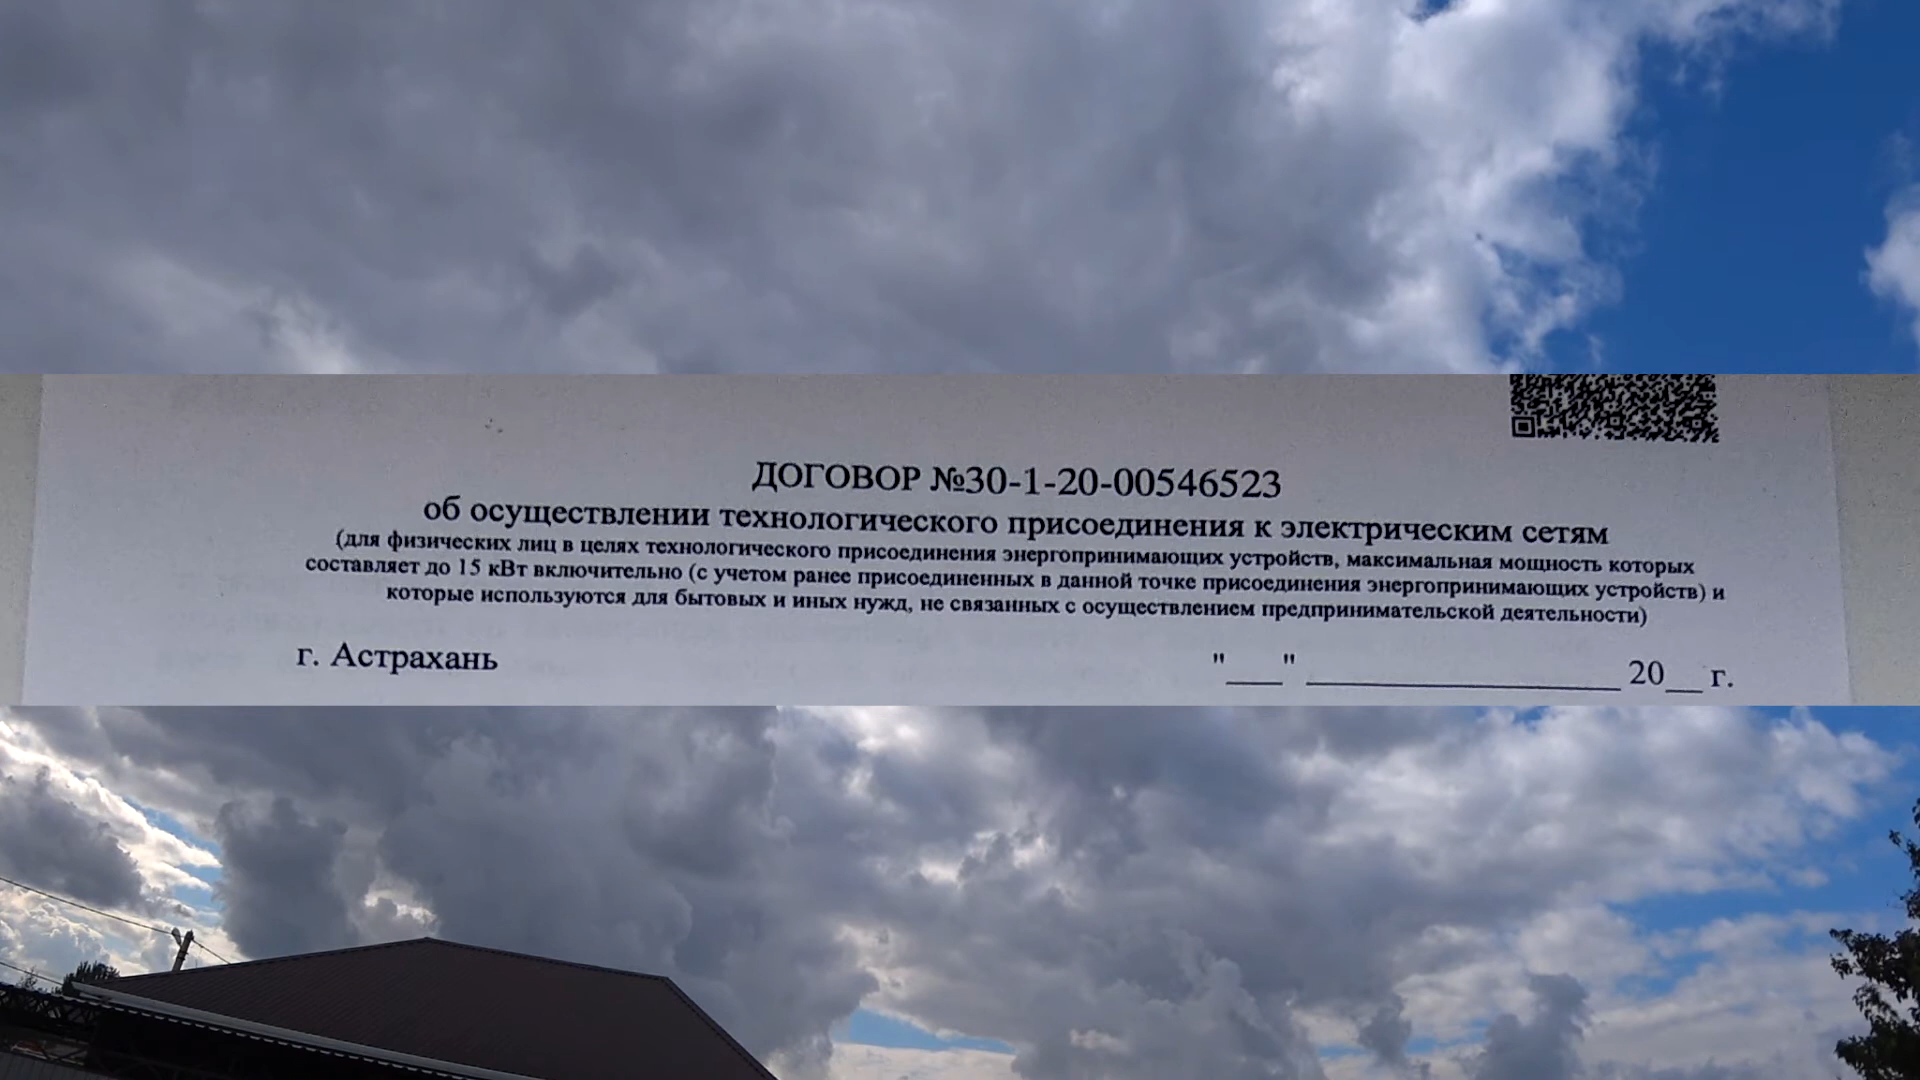 ДОГОВОР №30-1-20-00546523
об осуществлении технологического присоединения к электрическим сетям
(для физических лиц в целях технологического присоединения энергопринимающих устройств, максимальная мощность которых
составляет до 15 кВт включительно (с учетом ранее присоединенных в данной точке присоединения энергопринимающих устройств) и
которые используются для бытовых и иных нужд, не связанных с осуществлением предпринимательской деятельности)
г. Астрахань "___" ____________________ 20__ г.